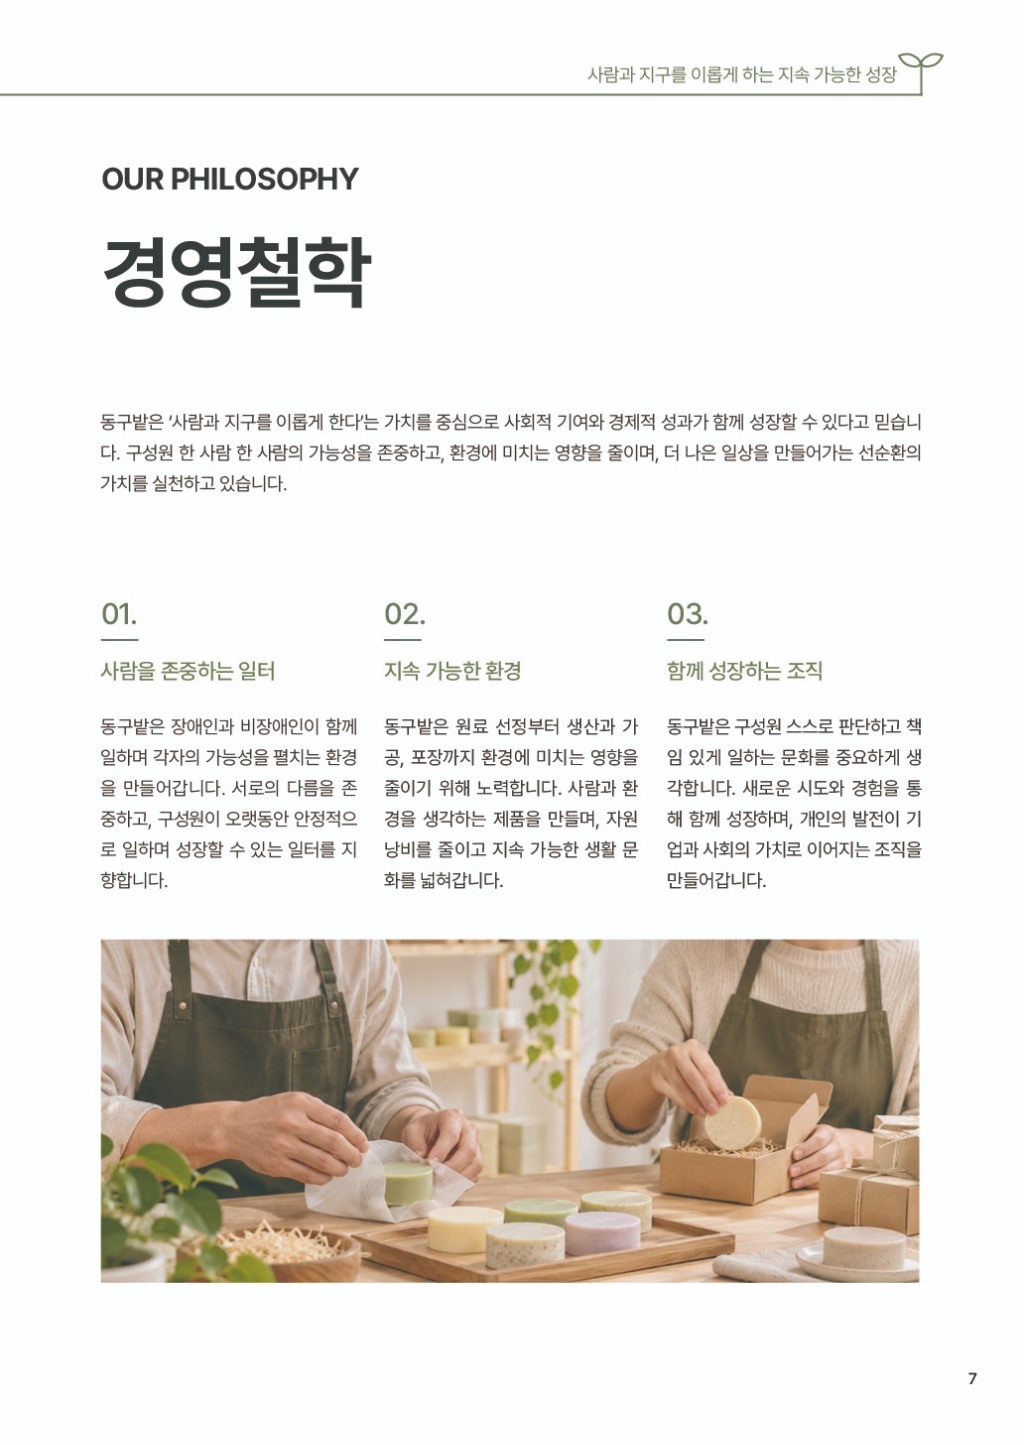 사람과 지구를 이롭게 하는 지속 가능한 성장
OUR PHILOSOPHY
경영철학
동구밭은 ‘사람과 지구를 이롭게 한다’는 가치를 중심으로 사회적 기여와 경제적 성과가 함께 성장할 수 있다고 믿습니
다. 구성원 한 사람 한 사람의 가능성을 존중하고, 환경에 미치는 영향을 줄이며, 더 나은 일상을 만들어가는 선순환의
가치를 실천하고 있습니다.
01.
사람을 존중하는 일터
동구밭은 장애인과 비장애인이 함께
일하며 각자의 가능성을 펼치는 환경
을 만들어갑니다. 서로의 다름을 존
중하고, 구성원이 오랫동안 안정적으
로 일하며 성장할 수 있는 일터를 지
향합니다.
02.
지속 가능한 환경
동구밭은 원료 선정부터 생산과 가
공, 포장까지 환경에 미치는 영향을
줄이기 위해 노력합니다. 사람과 환
경을 생각하는 제품을 만들며, 자원
낭비를 줄이고 지속 가능한 생활 문
화를 넓혀갑니다.
03.
함께 성장하는 조직
동구밭은 구성원 스스로 판단하고 책
임 있게 일하는 문화를 중요하게 생
각합니다. 새로운 시도와 경험을 통
해 함께 성장하며, 개인의 발전이 기
업과 사회의 가치로 이어지는 조직을
만들어갑니다.
7